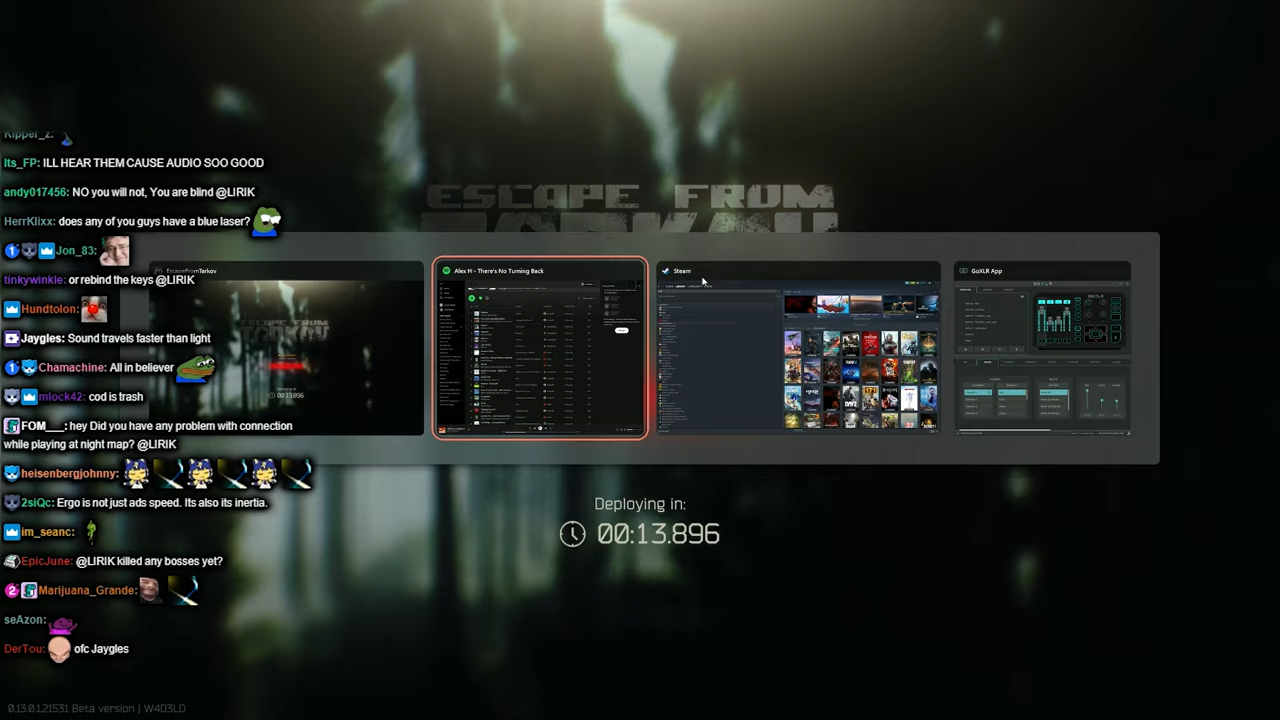 Kipper_z:
Its_FP: ILL HEAR THEM CAUSE AUDIO SOO GOOD
andy017456: NO you will not, You are blind @LIRIK
HerrKlixx: does any of you guys have a blue laser?
1 Jon_83:
tinkywinkle: or rebind the keys @LIRIK
Hundtolon:
Jaygles: Sound travels faster than light
1 Chamachine: All in believer
mlock42: cod is trash
FOM___: hey Did you have any problem with connection
while playing at night map? @LIRIK
heisenbergjohnny:
2siQc: Ergo is not just ads speed. Its also its inertia.
im_seanc:
EpicJune: @LIRIK killed any bosses yet?
2 Marijuana_Grande:
seAzon:
DerTou: ofc Jaygles
ESCAPE FROM
TARKOV
EscapeFromTarkov
Alex H - There's No Turning Back
Steam
GoXLR App
Deploying in:
00:13.896
0.13.0.1.21531 Beta version | W4D3LD